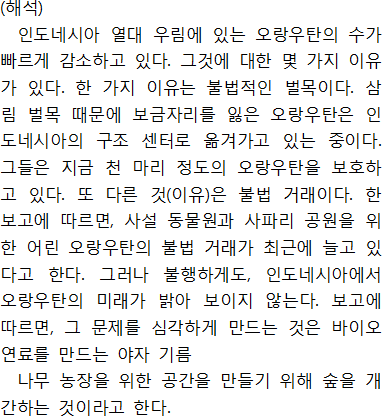 (해석)
인도네시아 열대 우림에 있는 오랑우탄의 수가
빠르게 감소하고 있다. 그것에 대한 몇 가지 이유
가 있다. 한 가지 이유는 불법적인 벌목이다. 삼
림 벌목 때문에 보금자리를 잃은 오랑우탄은 인
도네시아의 구조 센터로 옮겨가고 있는 중이다.
그들은 지금 천 마리 정도의 오랑우탄을 보호하
고 있다. 또 다른 것(이유)은 불법 거래이다. 한
보고에 따르면, 사설 동물원과 사파리 공원을 위
한 어린 오랑우탄의 불법 거래가 최근에 늘고 있
다고 한다. 그러나 불행하게도, 인도네시아에서
오랑우탄의 미래가 밝아 보이지 않는다. 보고에
따르면, 그 문제를 심각하게 만드는 것은 바이오
연료를 만드는 야자 기름
나무 농장을 위한 공간을 만들기 위해 숲을 개
간하는 것이라고 한다.